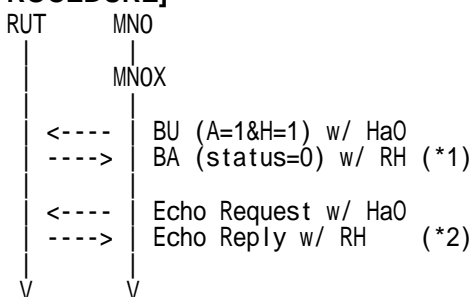 ROCEDURE]
RUT MNO
| |
| MNOX
| |
| <---- | BU (A=1&H=1) w/ HaO
| ----> | BA (status=0) w/ RH (*1)
| |
| <---- | Echo Request w/ HaO
| ----> | Echo Reply w/ RH (*2)
| |
V V